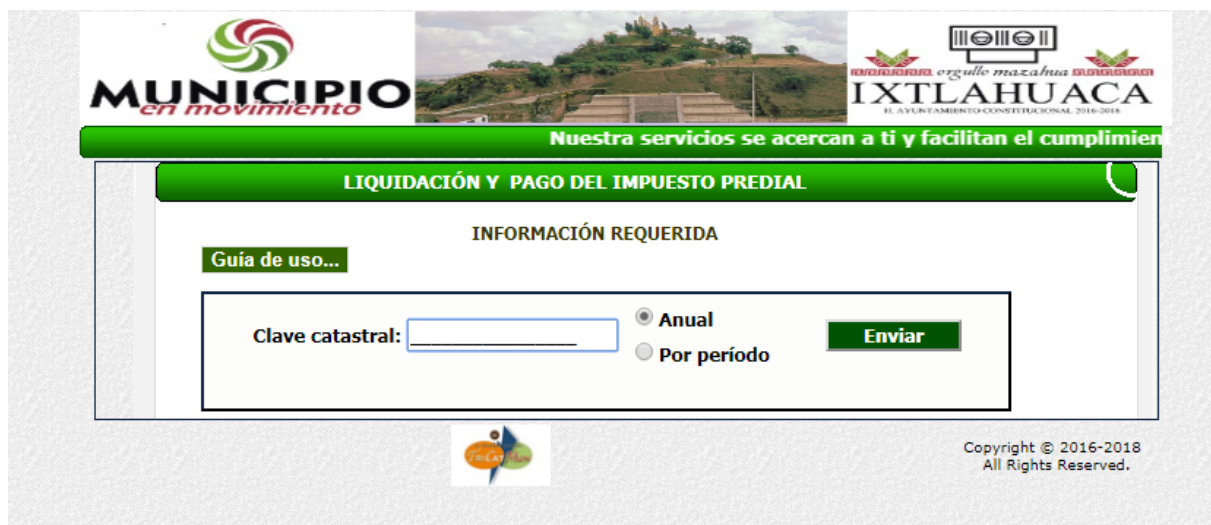 MUNICIPIO
en movimiento
orgullo mazahua
IXTLAHUACA
H. AYUNTAMIENTO CONSTITUCIONAL 2016-2018
Nuestra servicios se acercan a ti y facilitan el cumplimien
LIQUIDACIÓN Y PAGO DEL IMPUESTO PREDIAL
INFORMACIÓN REQUERIDA
Guía de uso...
Clave catastral: ________________
Anual
Por período
Enviar
TriCatMun
Copyright © 2016-2018
All Rights Reserved.